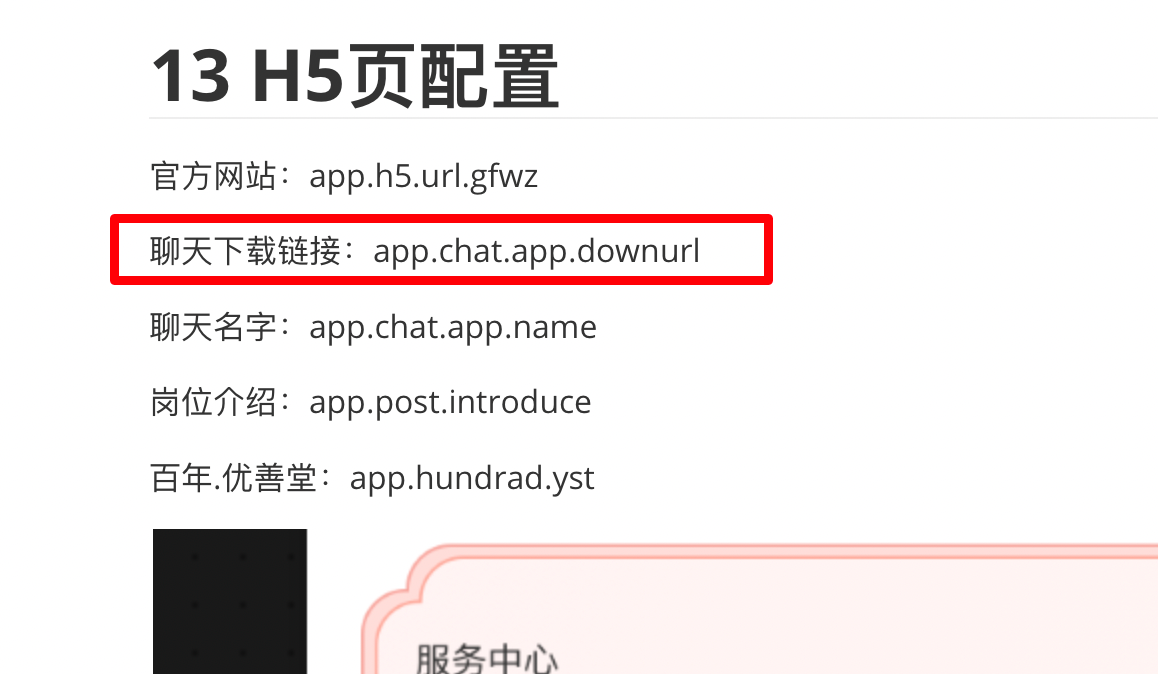 13 H5页配置
官方网站：app.h5.url.gfwz
聊天下载链接：app.chat.app.downurl
聊天名字：app.chat.app.name
岗位介绍：app.post.introduce
百年.优善堂：app.hundrad.yst
服务中心